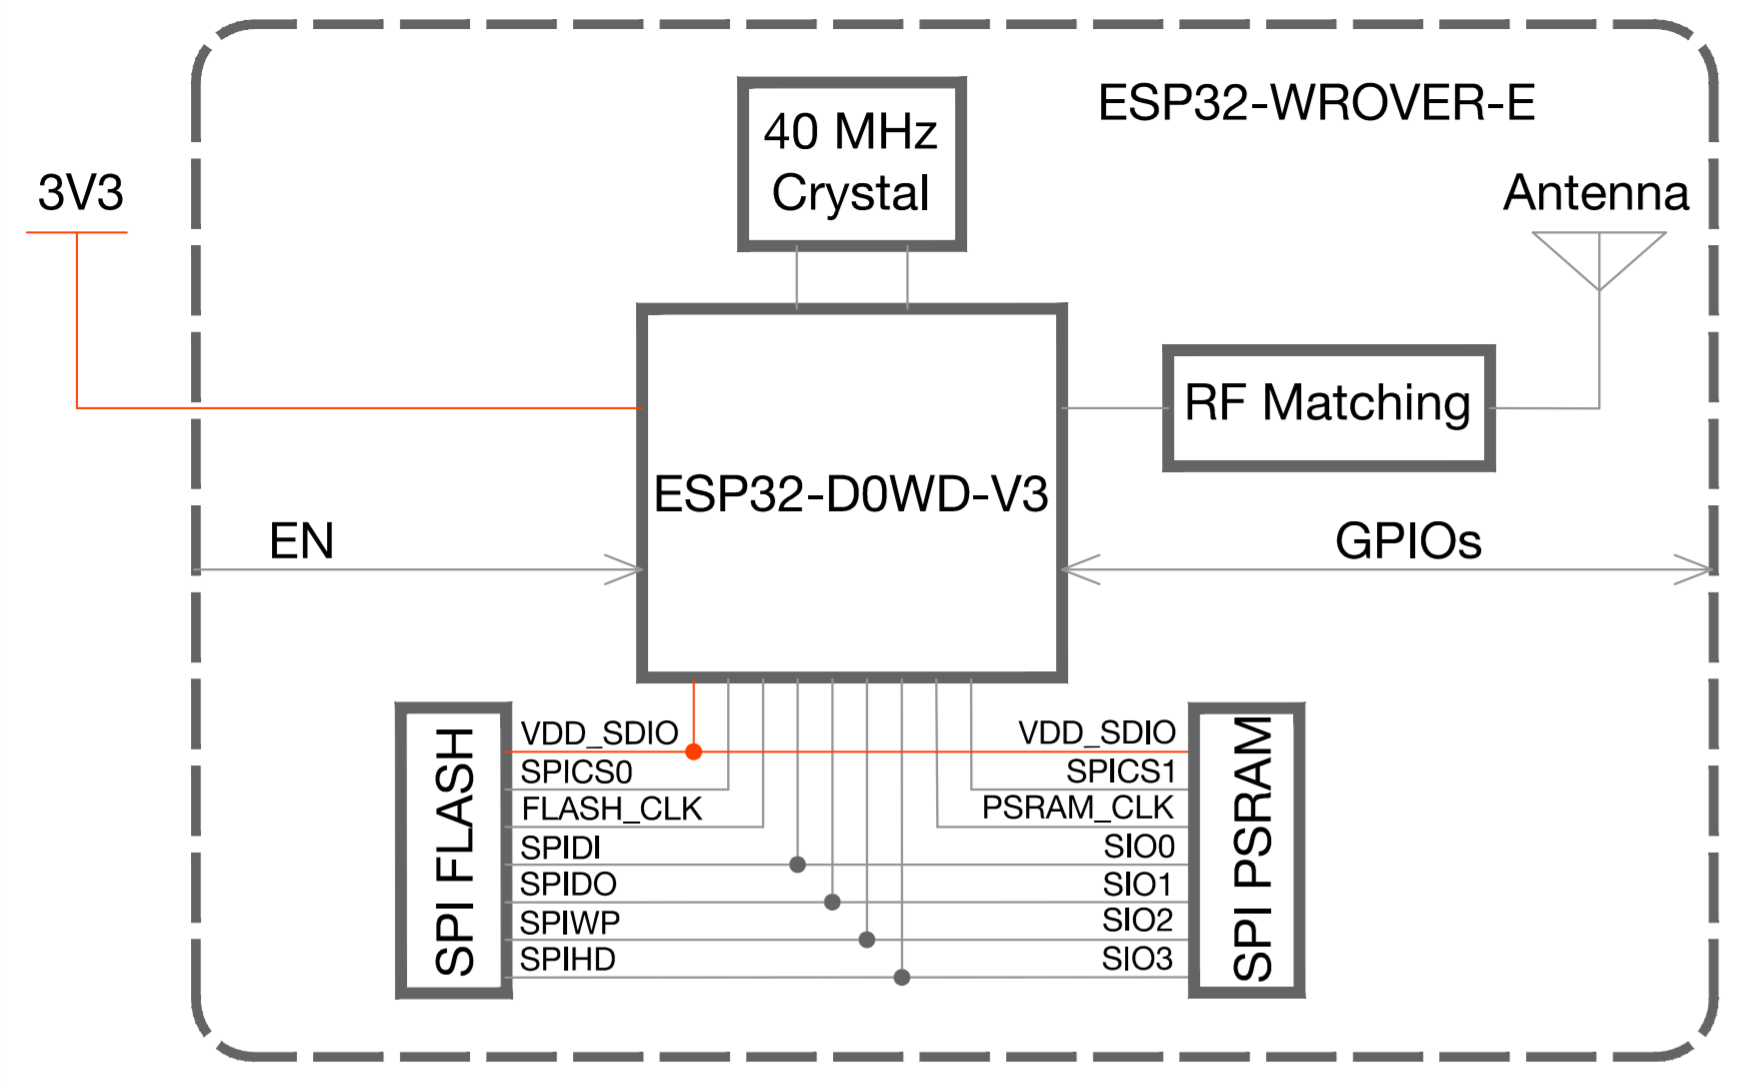 ESP32-WROVER-E
40 MHz
Crystal
3V3
Antenna
RF Matching
ESP32-D0WD-V3
EN
GPIOs
SPI FLASH
VDD_SDIO
SPICS0
FLASH_CLK
SPIDI
SPIDO
SPIWP
SPIHD
VDD_SDIO
SPICS1
PSRAM_CLK
SIO0
SIO1
SIO2
SIO3
SPI PSRAM